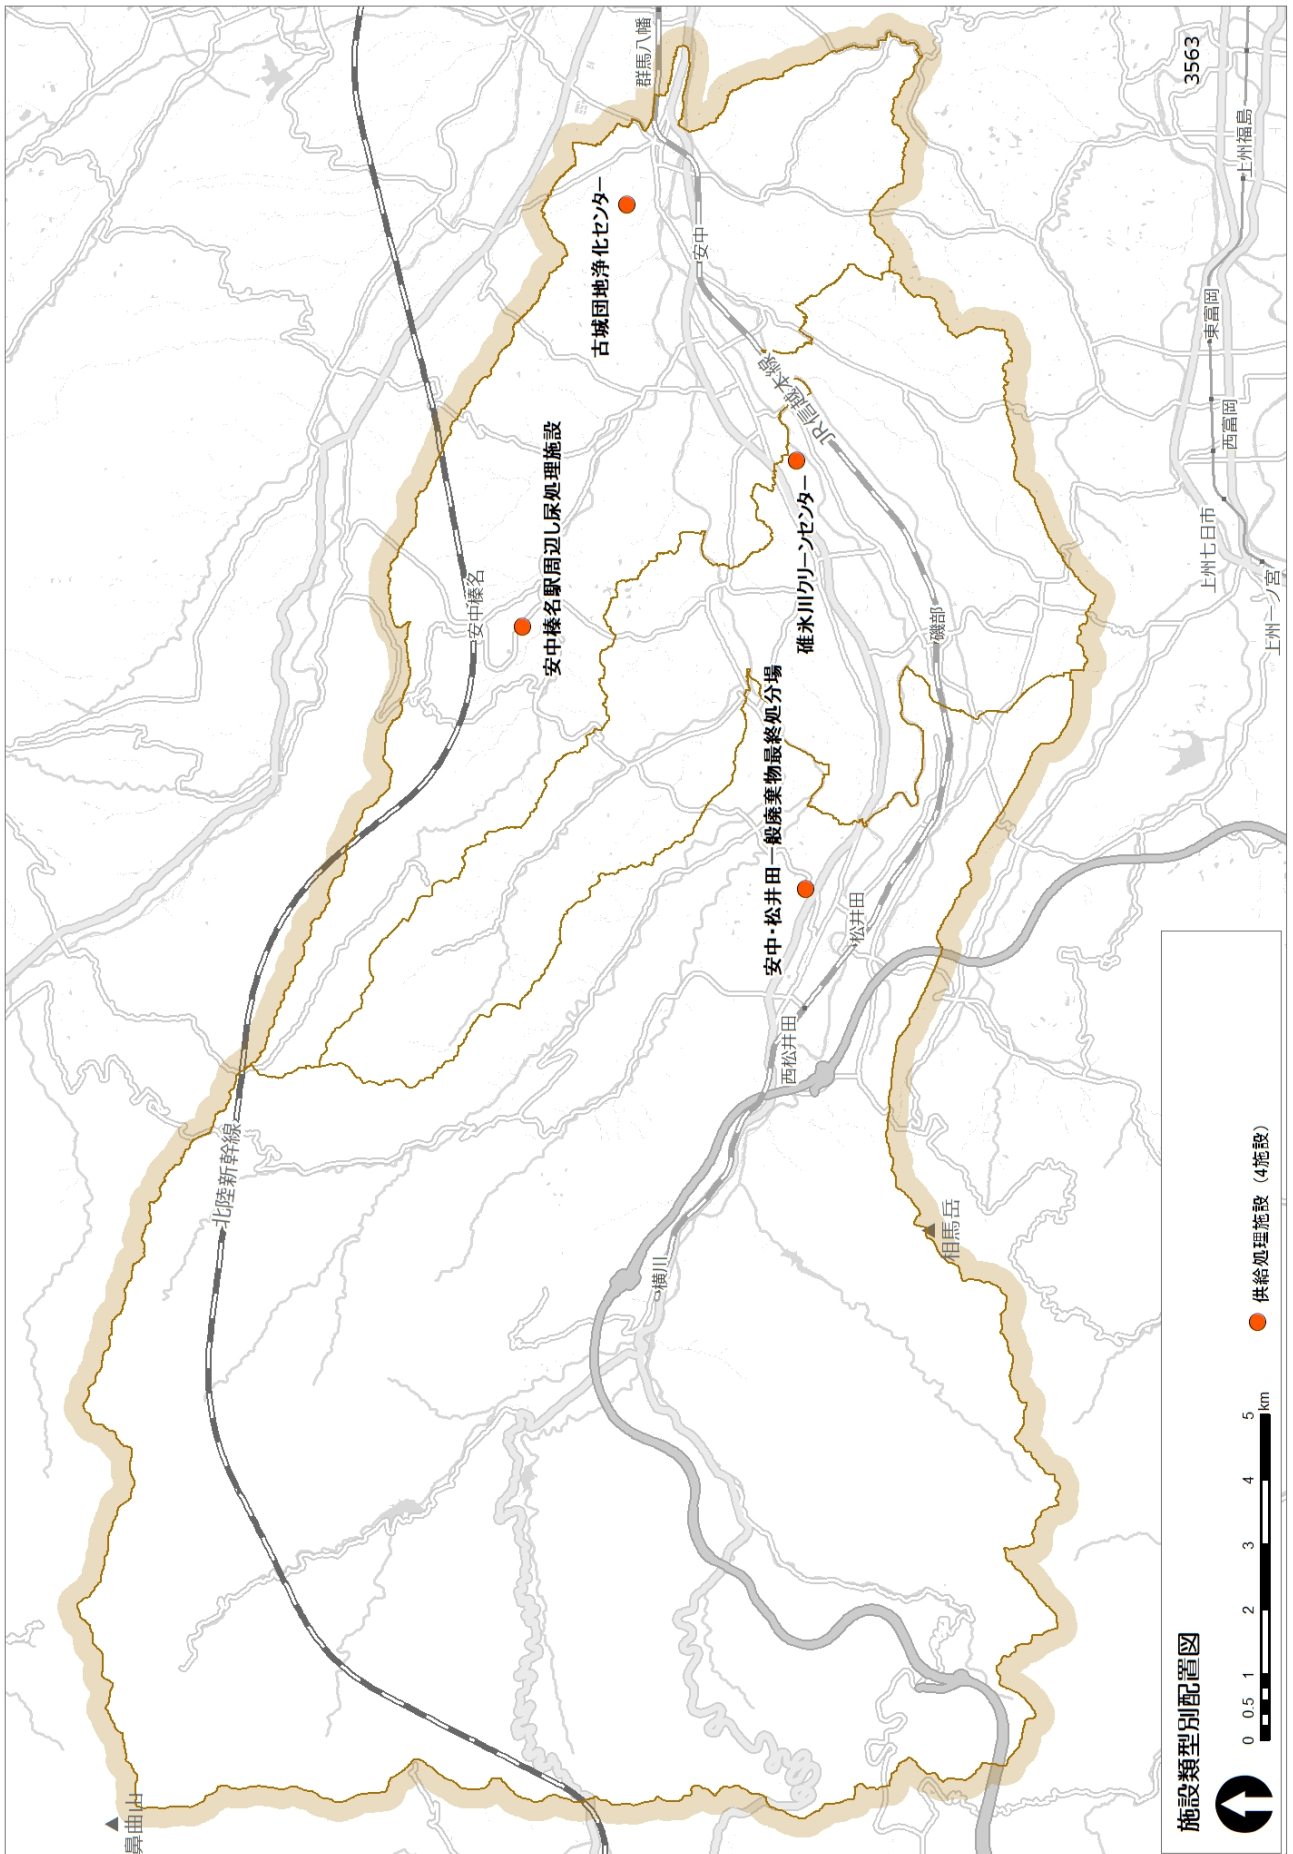 鼻曲山
北陸新幹線
安中榛名
群馬八幡
古城団地浄化センター
安中榛名駅周辺し尿処理施設
安中
JR信越本線
碓氷川クリーンセンター
安中・松井田一般廃棄物最終処分場
磯部
松井田
西松井田
横川
相馬岳
3563
上州福島
東富岡
西富岡
上州七日市
上州一ノ宮
施設類型別配置図
0 0.5 1 2 3 4 5 km
供給処理施設（4施設）